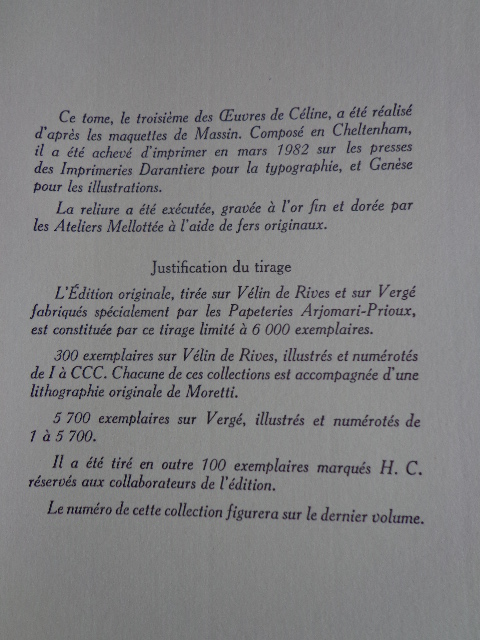 Ce tome, le troisième des Œuvres de Céline, a été réalisé
d'après les maquettes de Massin. Composé en Cheltenham,
il a été achevé d'imprimer en mars 1982 sur les presses
des Imprimeries Darantiere pour la typographie, et Genèse
pour les illustrations.
La reliure a été exécutée, gravée à l'or fin et dorée par
les Ateliers Mellottée à l'aide de fers originaux.
Justification du tirage
L'Édition originale, tirée sur Vélin de Rives et sur Vergé
fabriqués spécialement par les Papeteries Arjomari-Prioux,
est constituée par ce tirage limité à 6 000 exemplaires.
300 exemplaires sur Vélin de Rives, illustrés et numérotés
de I à CCC. Chacune de ces collections est accompagnée d'une
lithographie originale de Moretti.
5 700 exemplaires sur Vergé, illustrés et numérotés de
1 à 5 700.
Il a été tiré en outre 100 exemplaires marqués H. C.
réservés aux collaborateurs de l'édition.
Le numéro de cette collection figurera sur le dernier volume.